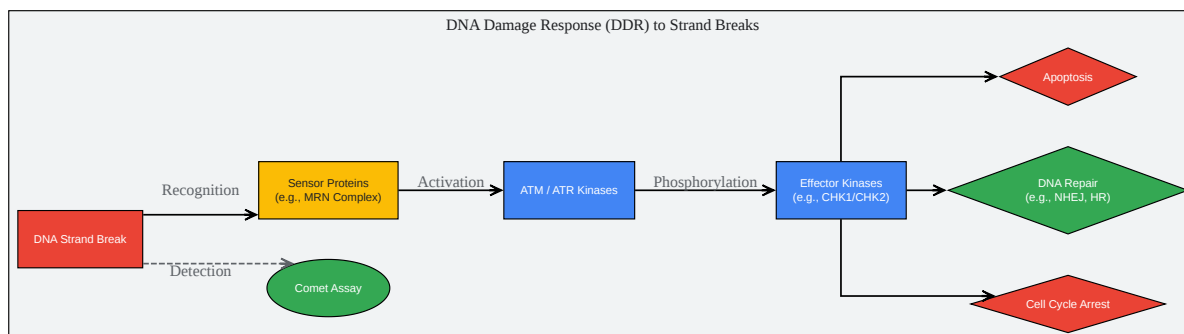 DNA Damage Response (DDR) to Strand Breaks
Apoptosis
Recognition
Sensor Proteins
(e.g., MRN Complex)
Activation
ATM / ATR Kinases
Phosphorylation
Effector Kinases
(e.g., CHK1/CHK2)
DNA Repair
(e.g., NHEJ, HR)
DNA Strand Break
Detection
Comet Assay
Cell Cycle Arrest